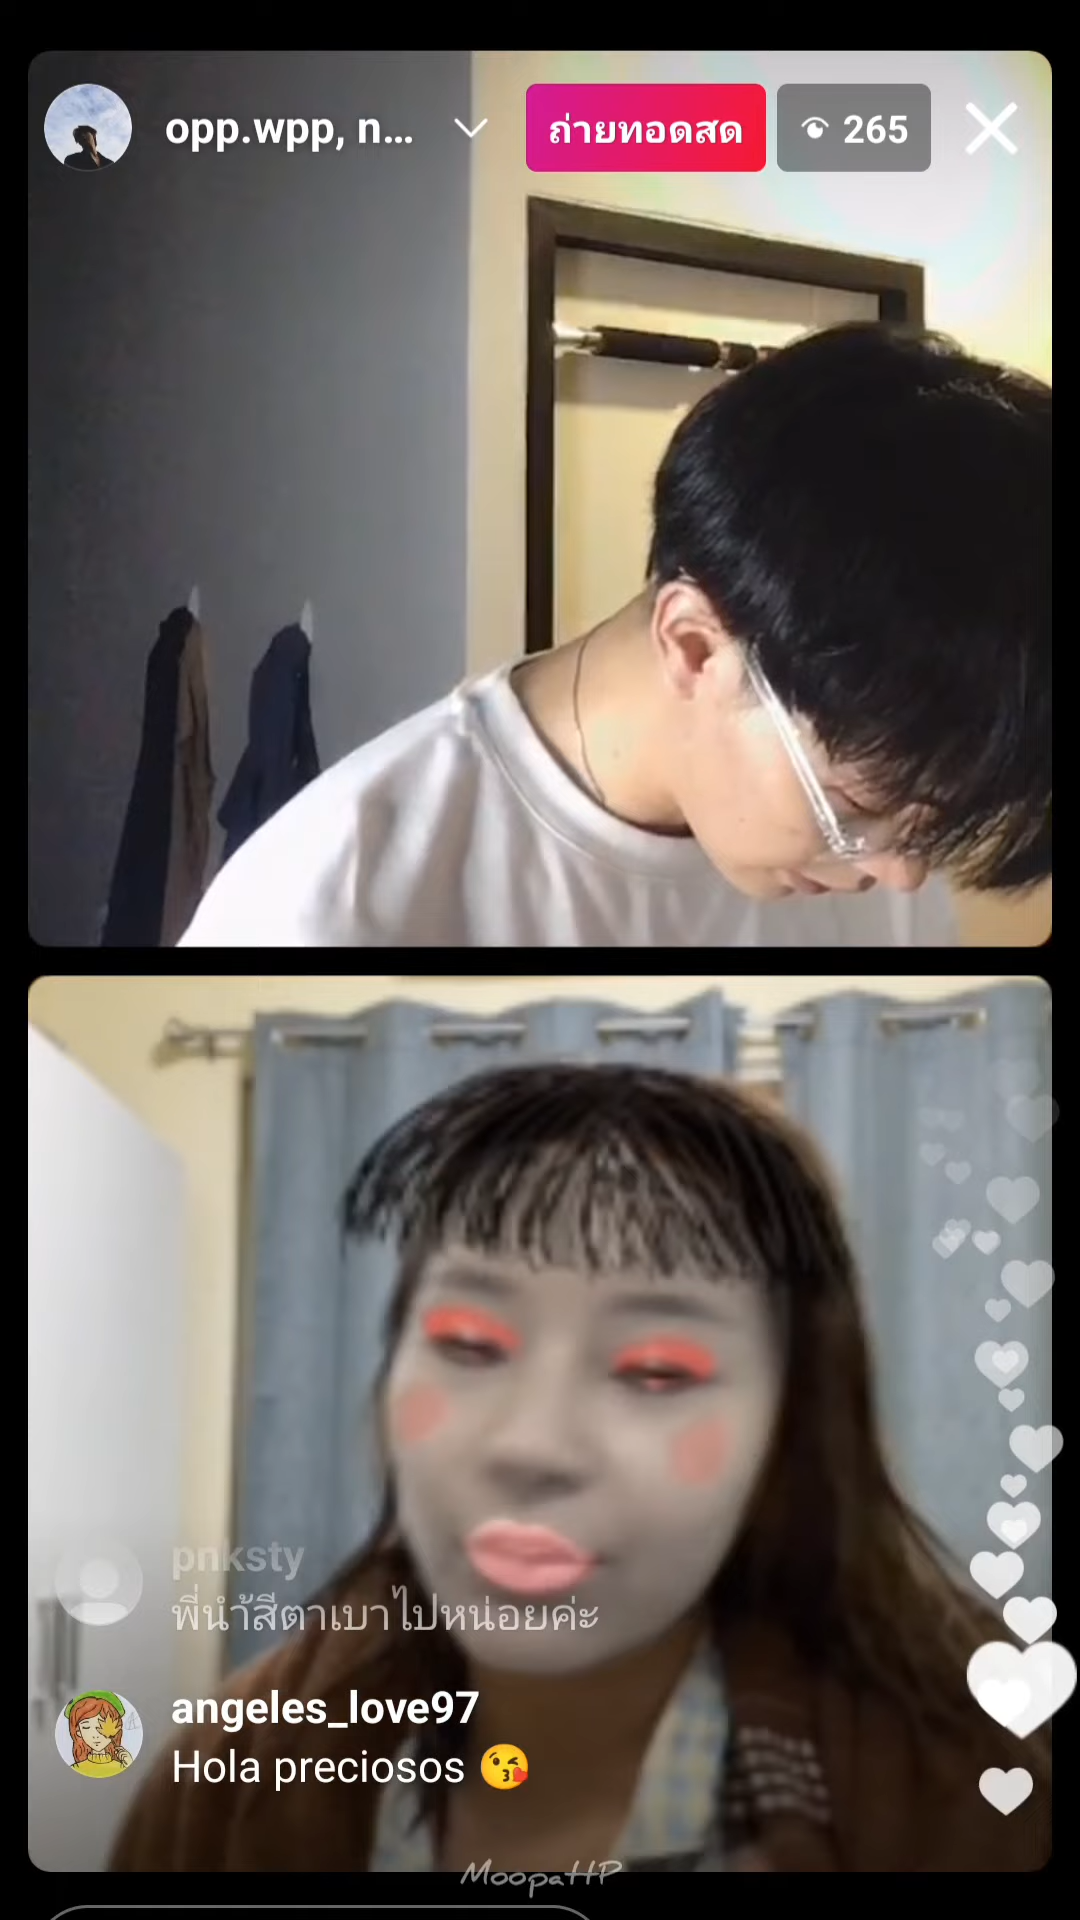 opp.wpp, n...
ถ่ายทอดสด
265
pnksty
พี่นำ้สีตาเบาไปหน่อยค่ะ
angeles_love97
Hola preciosos 😘
MoopaHP